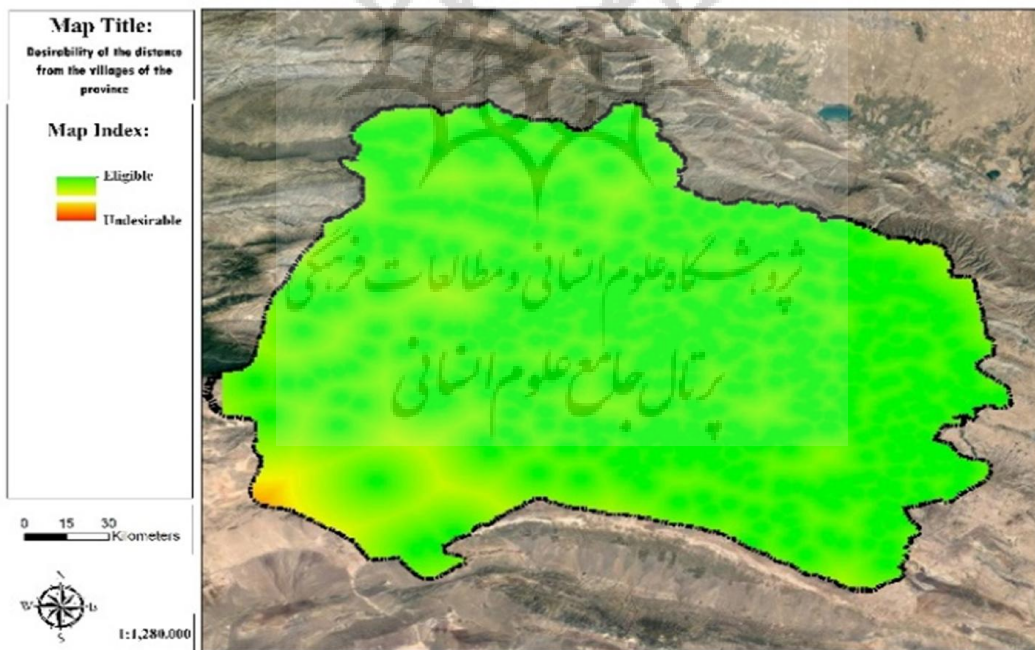 Map Title:
Desirability of the distance
from the villages of the
province
Map Index:
Eligible
Undesirable
0 15 30
Kilometers
N
W E
S
1:1,280,000
پژوهشگاه علوم انسانی و مطالعات فرهنگی
پرتال جامع علوم انسانی